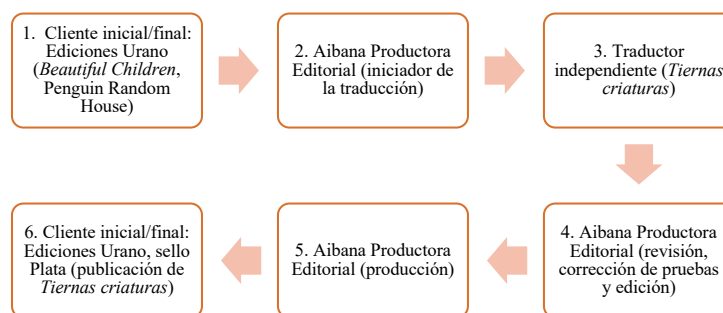 1. Cliente inicial/final:
Ediciones Urano
(Beautiful Children,
Penguin Random
House)
2. Aibana Productora
Editorial (iniciador de
la traducción)
3. Traductor
independiente (Tiernas
criaturas)
4. Aibana Productora
Editorial (revisión,
corrección de pruebas
y edición)
5. Aibana Productora
Editorial (producción)
6. Cliente inicial/final:
Ediciones Urano, sello
Plata (publicación de
Tiernas criaturas)